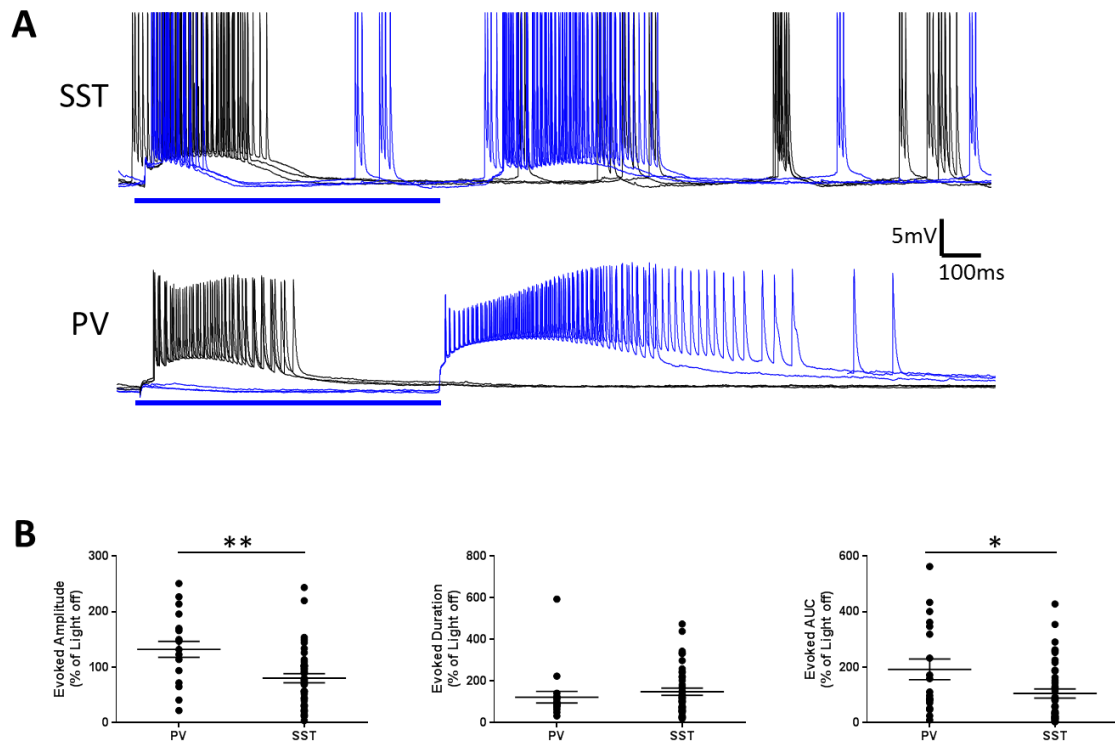 A
SST
5mV
100ms
PV
B
**
300
200
100
0
Evoked Amplitude
(% of Light off)
PV
SST
800
600
400
200
0
Evoked Duration
(% of Light off)
PV
SST
*
600
400
200
0
Evoked AUC
(% of Light off)
PV
SST